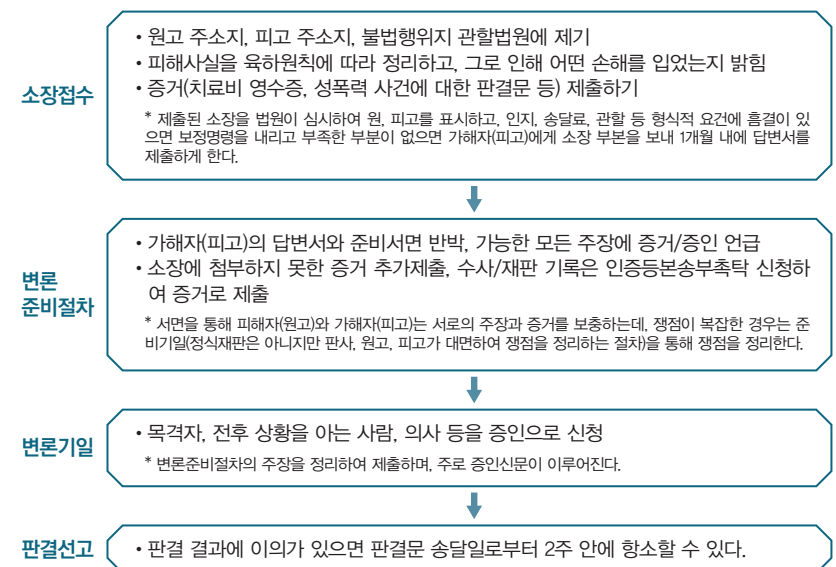 소장접수
• 원고 주소지, 피고 주소지, 불법행위지 관할법원에 제기
• 피해사실을 육하원칙에 따라 정리하고, 그로 인해 어떤 손해를 입었는지 밝힘
• 증거(치료비 영수증, 성폭력 사건에 대한 판결문 등) 제출하기
* 제출된 소장을 법원이 심시하여 원, 피고를 표시하고, 인지, 송달료, 관할 등 형식적 요건에 흠결이 있
으면 보정명령을 내리고 부족한 부분이 없으면 가해자(피고)에게 소장 부본을 보내 1개월 내에 답변서를
제출하게 한다.
변론
준비절차
• 가해자(피고)의 답변서와 준비서면 반박, 가능한 모든 주장에 증거/증인 언급
• 소장에 첨부하지 못한 증거 추가제출, 수사/재판 기록은 인증등본송부촉탁 신청하
여 증거로 제출
* 서면을 통해 피해자(원고)와 가해자(피고)는 서로의 주장과 증거를 보충하는데, 쟁점이 복잡한 경우는 준
비기일(정식재판은 아니지만 판사, 원고, 피고가 대면하여 쟁점을 정리하는 절차)을 통해 쟁점을 정리한다.
변론기일
• 목격자, 전후 상황을 아는 사람, 의사 등을 증인으로 신청
* 변론준비절차의 주장을 정리하여 제출하며, 주로 증인신문이 이루어진다.
판결선고
• 판결 결과에 이의가 있으면 판결문 송달일로부터 2주 안에 항소할 수 있다.